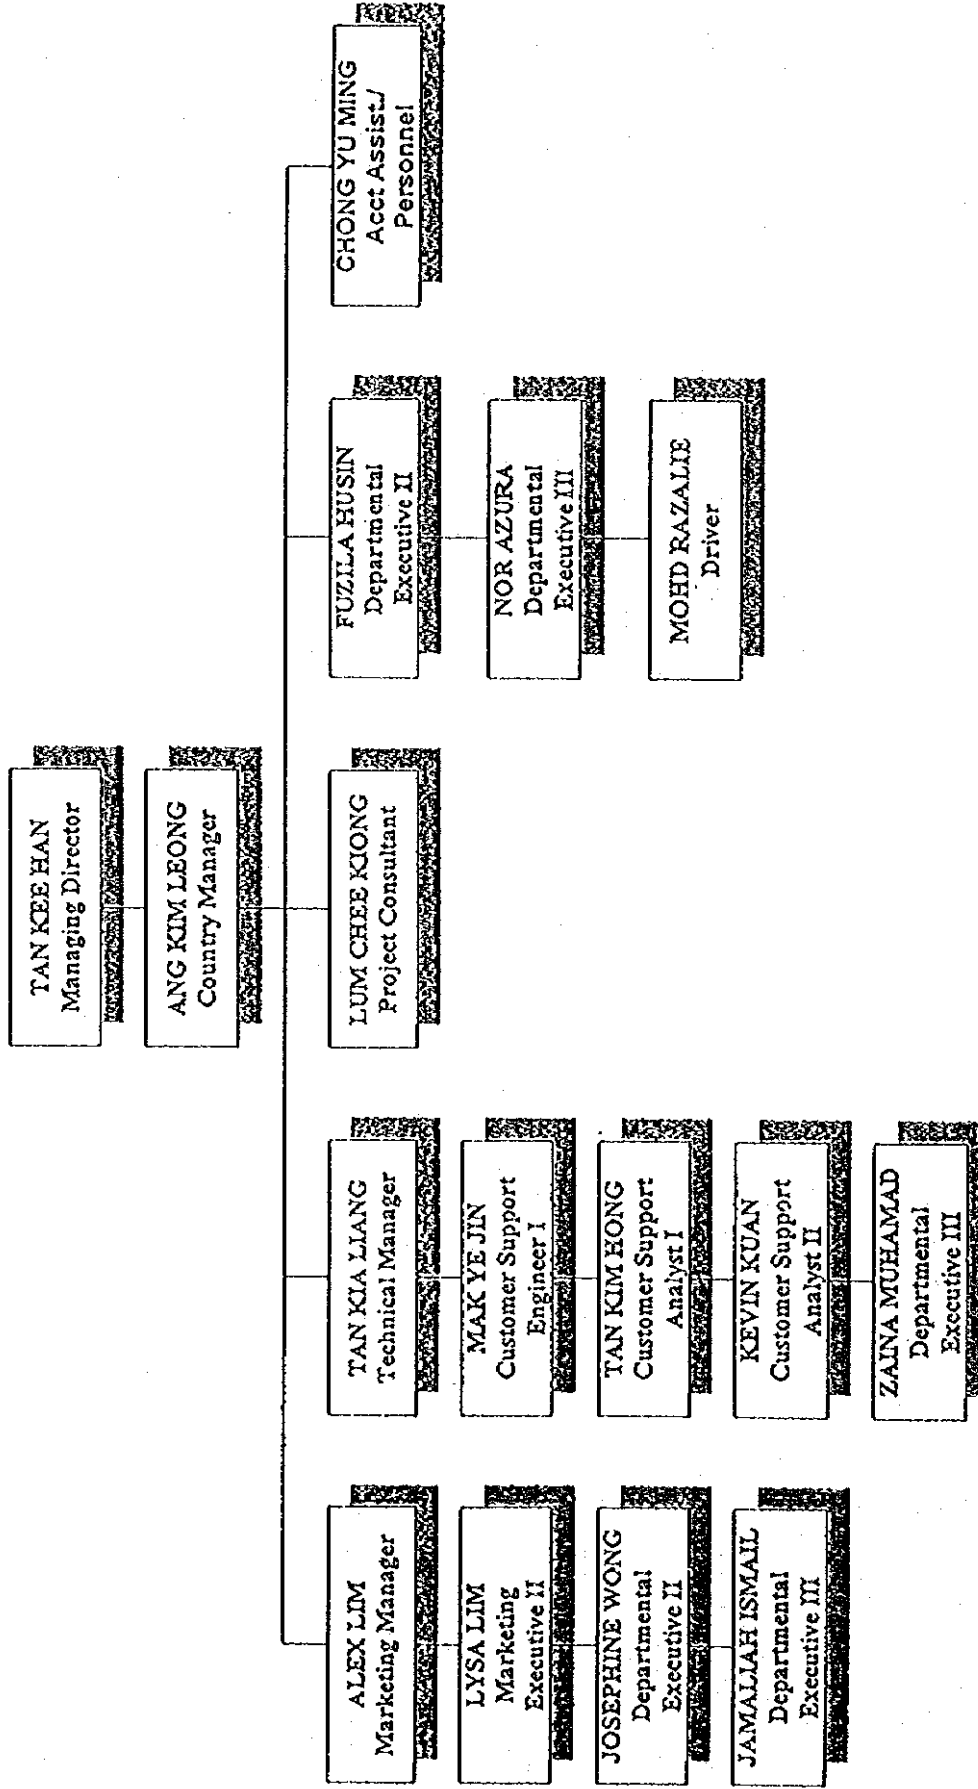 TAN KEE HAN
Managing Director
ANG KIM LEONG
Country Manager
ALEX LIM
Marketing Manager
LYSA LIM
Marketing
Executive II
JOSEPHINE WONG
Departmental
Executive II
JAMALIAH ISMAIL
Departmental
Executive III
TAN KIA LIANG
Technical Manager
MAK YE JIN
Customer Support
Engineer I
TAN KIM HONG
Customer Support
Analyst I
KEVIN KUAN
Customer Support
Analyst II
ZAINA MUHAMAD
Departmental
Executive III
LUM CHEE KIONG
Project Consultant
FUZILA HUSIN
Departmental
Executive II
NOR AZURA
Departmental
Executive III
MOHD RAZALIE
Driver
CHONG YU MING
Acct Assist./
Personnel